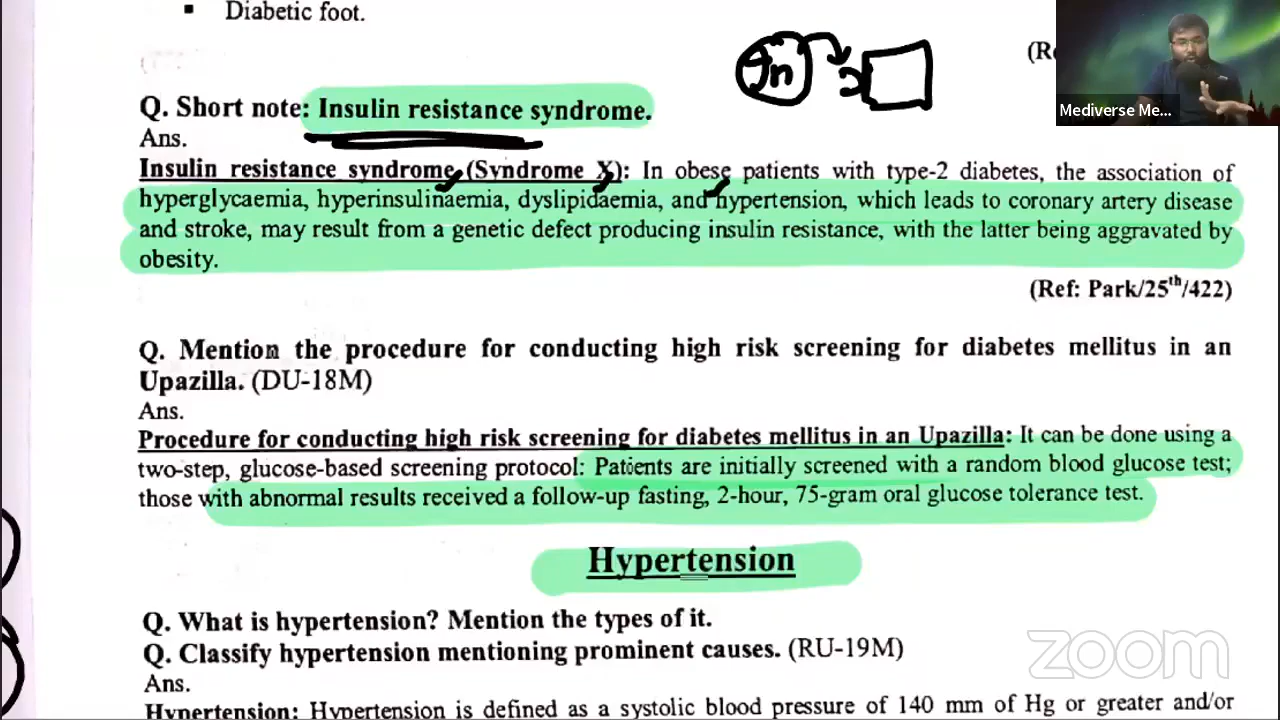 ▪ Diabetic foot.
(Re
Mediverse Me...
In
Q. Short note: Insulin resistance syndrome.
Ans.
Insulin resistance syndrome (Syndrome X): In obese patients with type-2 diabetes, the association of
hyperglycaemia, hyperinsulinaemia, dyslipidaemia, and hypertension, which leads to coronary artery disease
and stroke, may result from a genetic defect producing insulin resistance, with the latter being aggravated by
obesity.
(Ref: Park/25th/422)
Q. Mention the procedure for conducting high risk screening for diabetes mellitus in an
Upazilla. (DU-18M)
Ans.
Procedure for conducting high risk screening for diabetes mellitus in an Upazilla: It can be done using a
two-step, glucose-based screening protocol: Patients are initially screened with a random blood glucose test;
those with abnormal results received a follow-up fasting, 2-hour, 75-gram oral glucose tolerance test.
Hypertension
Q. What is hypertension? Mention the types of it.
Q. Classify hypertension mentioning prominent causes. (RU-19M)
Ans.
Hypertension: Hypertension is defined as a systolic blood pressure of 140 mm of Hg or greater and/or
zoom